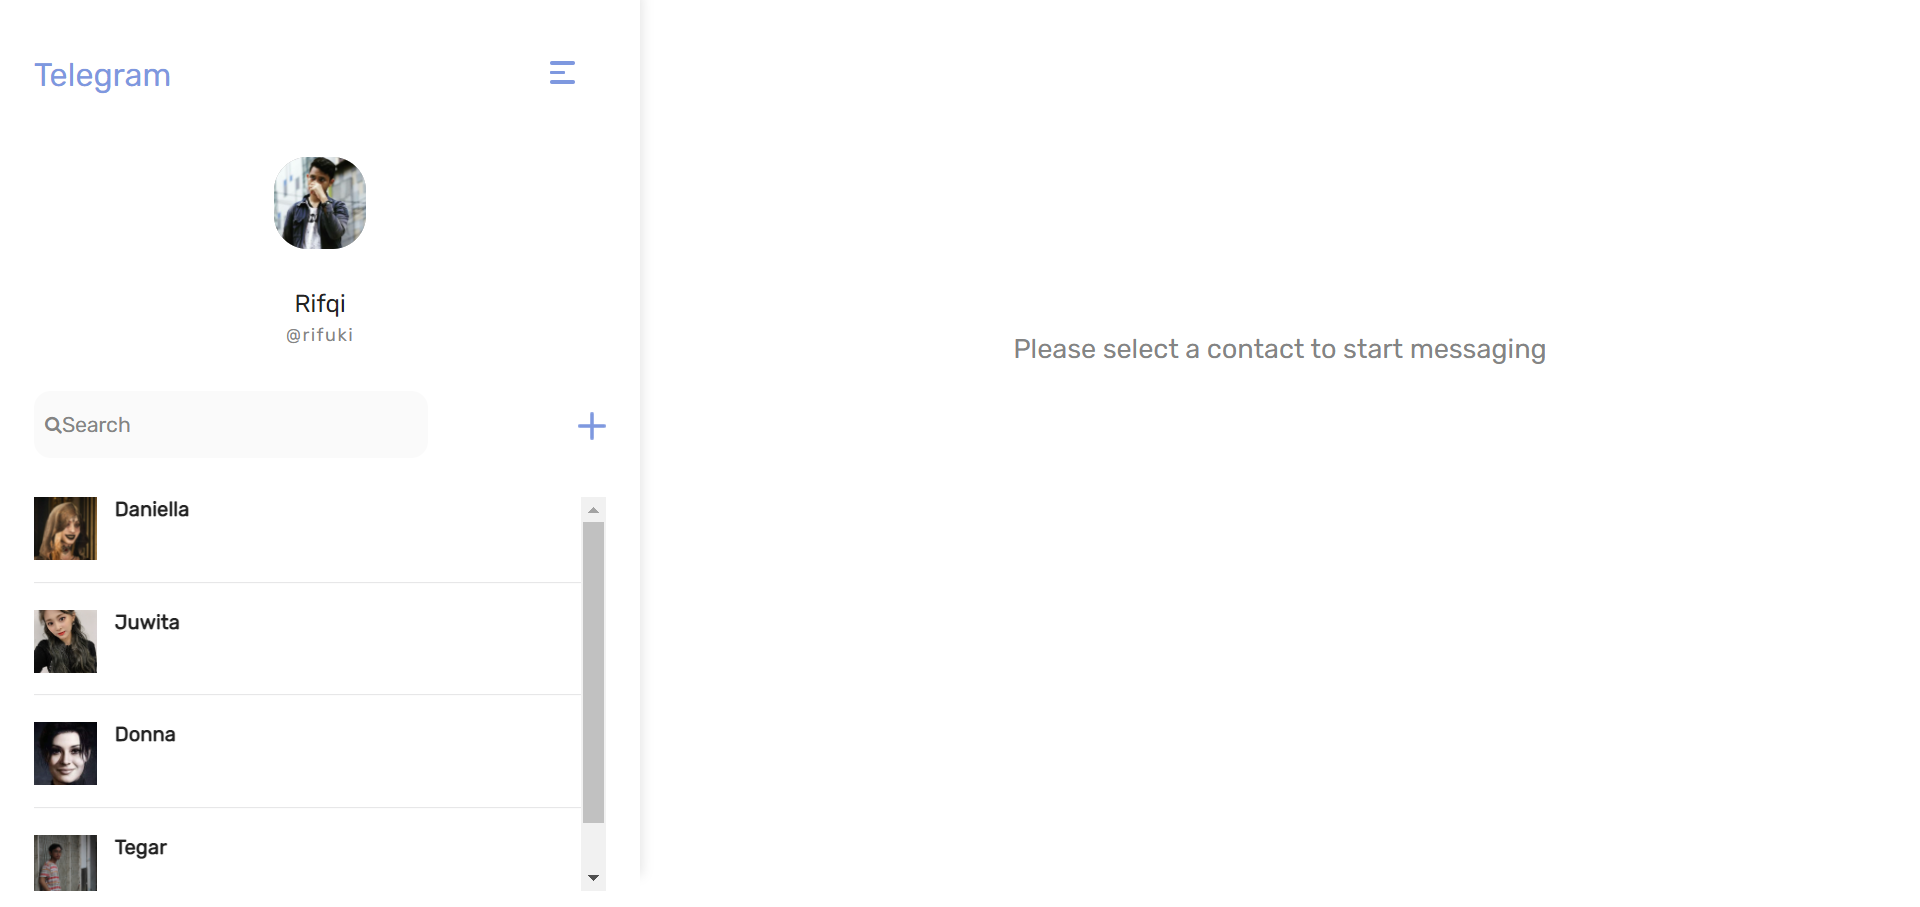 Telegram
Rifqi
@rifuki
Search
Daniella
Juwita
Donna
Tegar
Please select a contact to start messaging